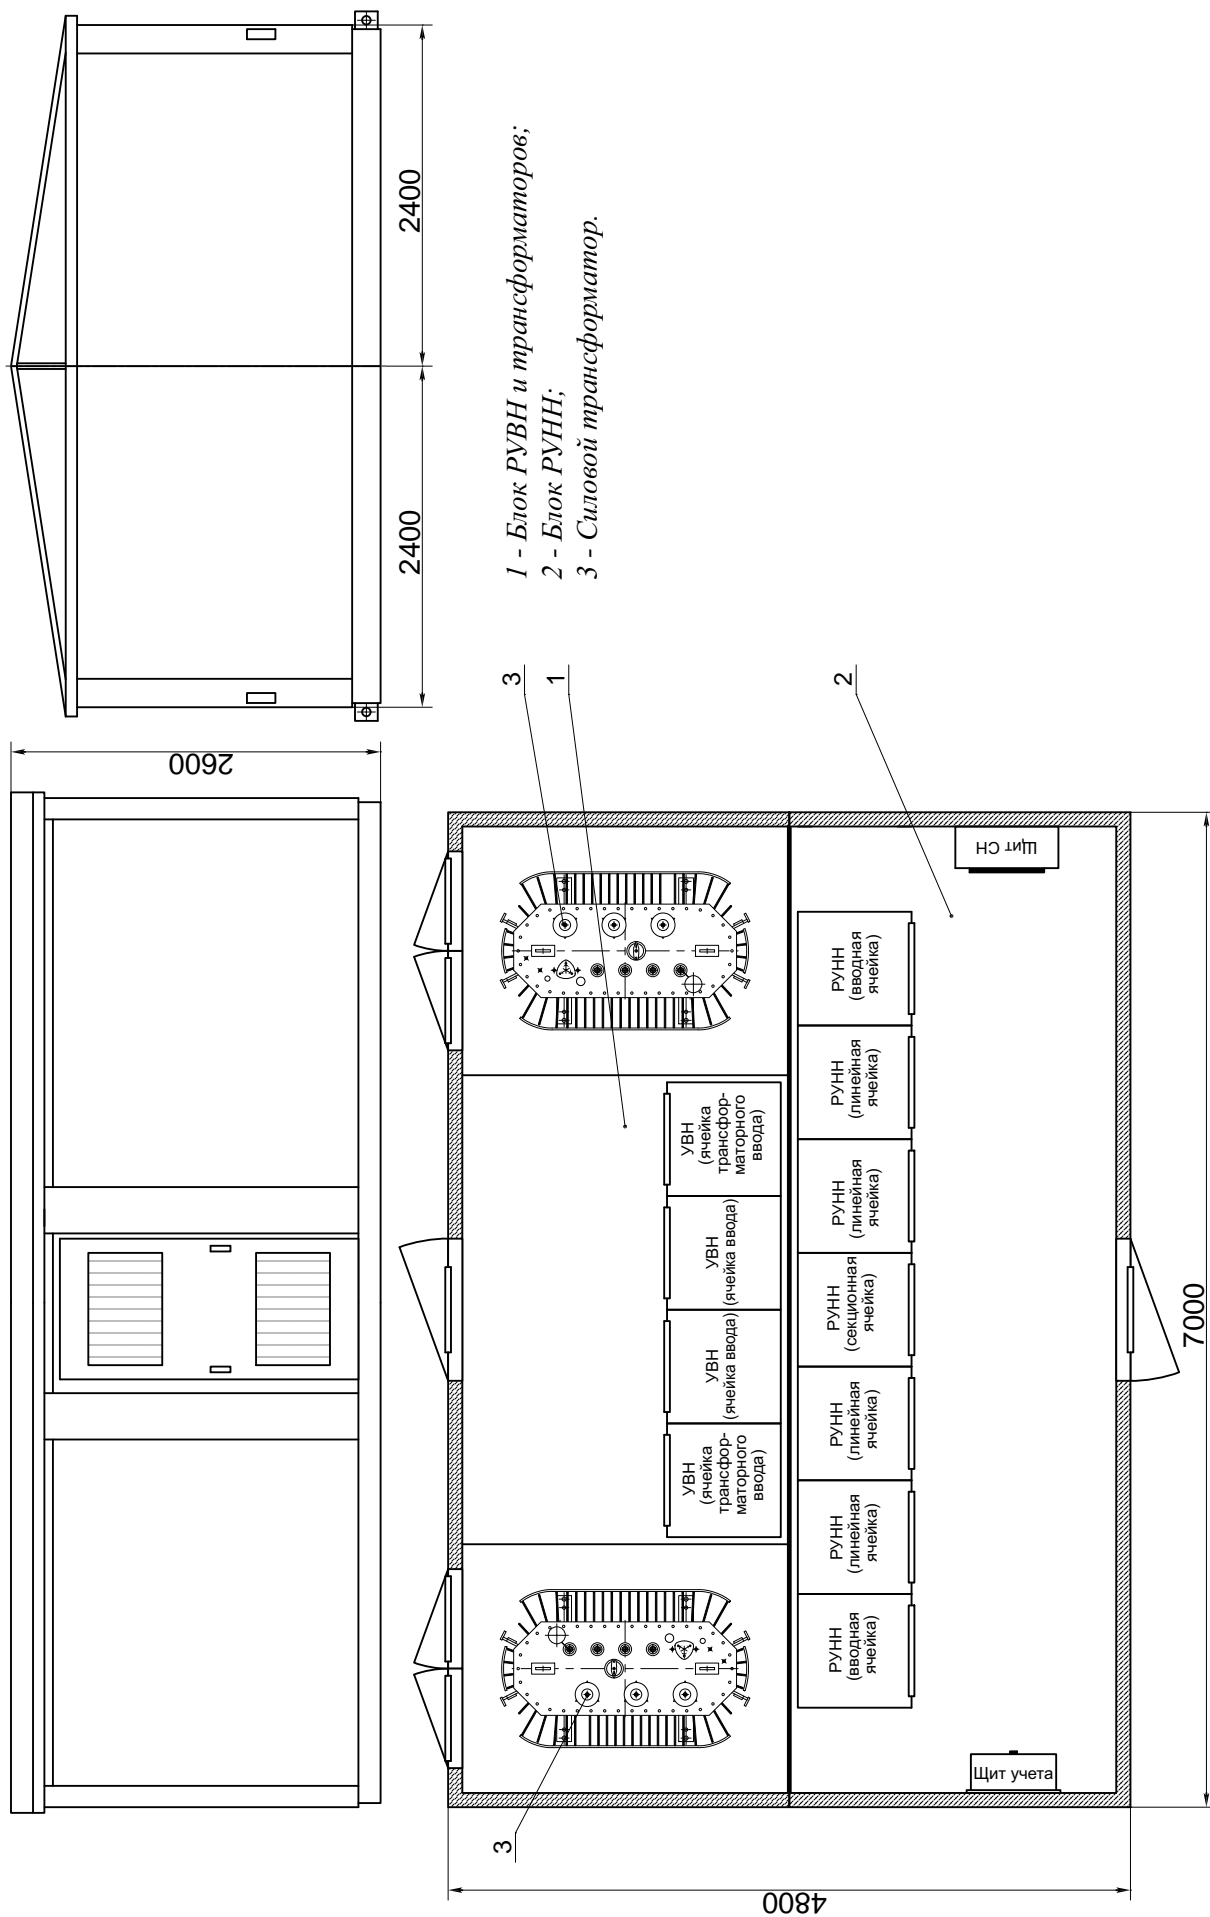 2600
2400
2400
1 - Блок РУВН и трансформаторов;
2 - Блок РУНН;
3 - Силовой трансформатор.
3
3
1
2
УВН
(ячейка
трансфор-
маторного
ввода)
УВН
(ячейка ввода)
УВН
(ячейка ввода)
УВН
(ячейка
трансфор-
маторного
ввода)
РУНН
(вводная
ячейка)
РУНН
(линейная
ячейка)
РУНН
(линейная
ячейка)
РУНН
(секционная
ячейка)
РУНН
(линейная
ячейка)
РУНН
(линейная
ячейка)
РУНН
(вводная
ячейка)
Щит учета
Щит СН
4800
7000